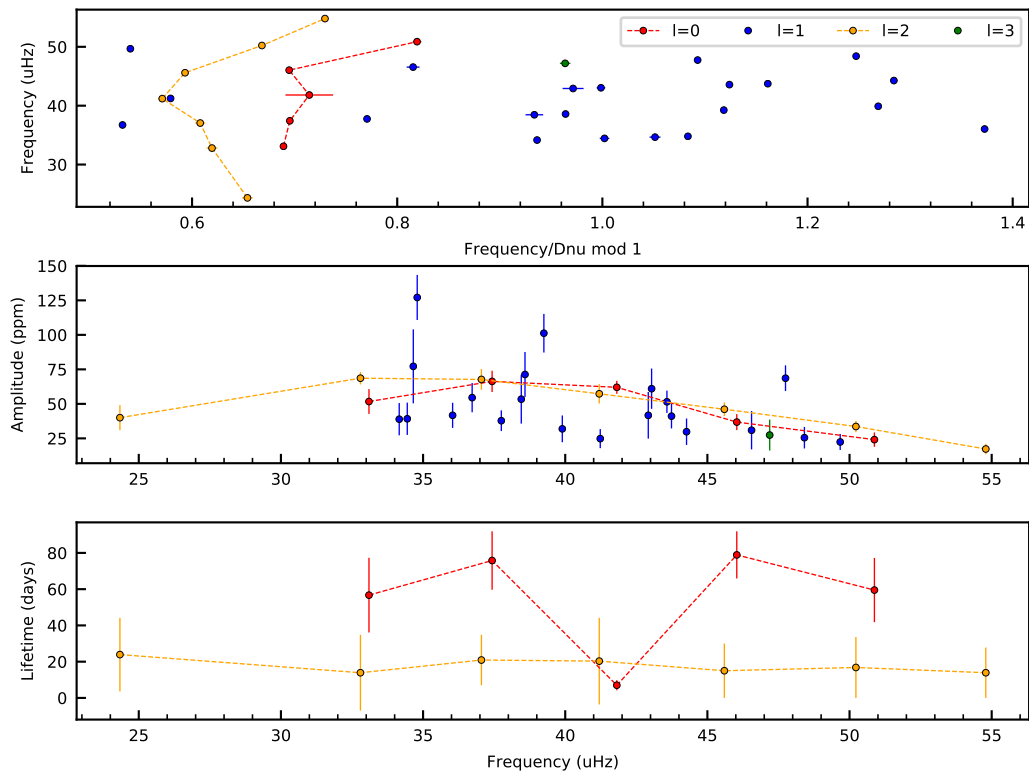 l=0 l=1 l=2 l=3
Frequency (uHz)
50
40
30
0.6 0.8 1.0 1.2 1.4
Frequency/Dnu mod 1
Amplitude (ppm)
150
125
100
75
50
25
25 30 35 40 45 50 55
Lifetime (days)
80
60
40
20
0
25 30 35 40 45 50 55
Frequency (uHz)